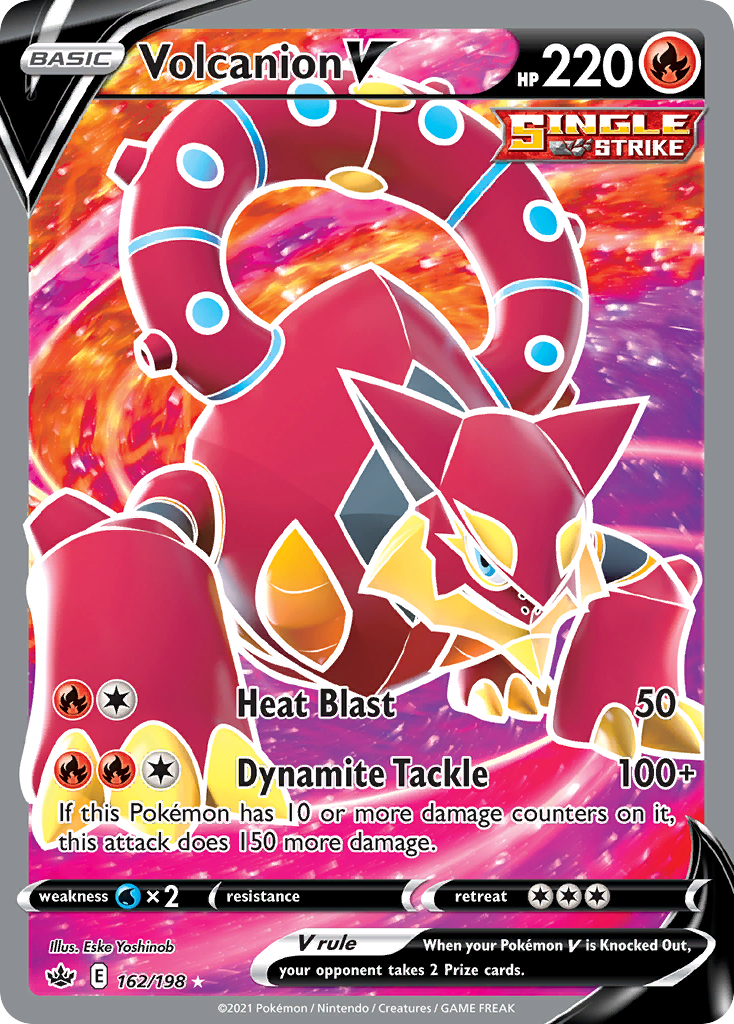 BASIC Volcanion V HP 220
SINGLE
STRIKE
Heat Blast 50
Dynamite Tackle 100+
If this Pokémon has 10 or more damage counters on it,
this attack does 150 more damage.
weakness ×2 resistance retreat
Illus. Eske Yoshinob
V rule When your Pokémon V is Knocked Out,
your opponent takes 2 Prize cards.
E 162/198 ★
©2021 Pokémon / Nintendo / Creatures / GAME FREAK